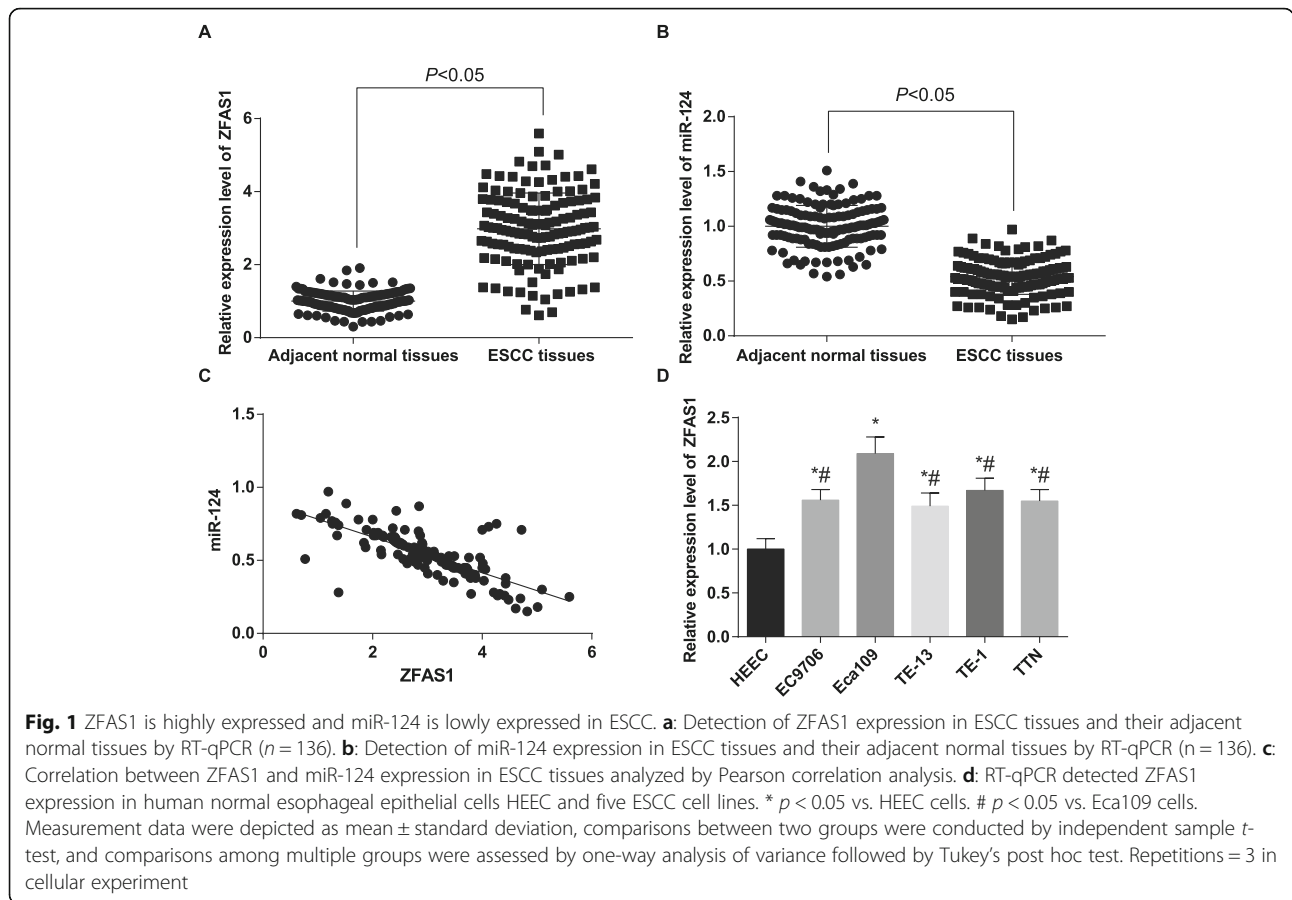 A
P<0.05
Relative expression level of ZFAS1
6
4
2
0
Adjacent normal tissues
ESCC tissues
B
P<0.05
Relative expression level of miR-124
2.0
1.5
1.0
0.5
0.0
Adjacent normal tissues
ESCC tissues
C
miR-124
1.5
1.0
0.5
0.0
0
2
4
6
ZFAS1
D
Relative expression level of ZFAS1
2.5
2.0
1.5
1.0
0.5
0.0
*#
*
*#
*#
*#
HEEC
EC9706
Eca109
TE-13
TE-1
TTN
Fig. 1 ZFAS1 is highly expressed and miR-124 is lowly expressed in ESCC. a: Detection of ZFAS1 expression in ESCC tissues and their adjacent
normal tissues by RT-qPCR (n = 136). b: Detection of miR-124 expression in ESCC tissues and their adjacent normal tissues by RT-qPCR (n = 136). c:
Correlation between ZFAS1 and miR-124 expression in ESCC tissues analyzed by Pearson correlation analysis. d: RT-qPCR detected ZFAS1
expression in human normal esophageal epithelial cells HEEC and five ESCC cell lines. * p < 0.05 vs. HEEC cells. # p < 0.05 vs. Eca109 cells.
Measurement data were depicted as mean ± standard deviation, comparisons between two groups were conducted by independent sample t-
test, and comparisons among multiple groups were assessed by one-way analysis of variance followed by Tukey's post hoc test. Repetitions = 3 in
cellular experiment